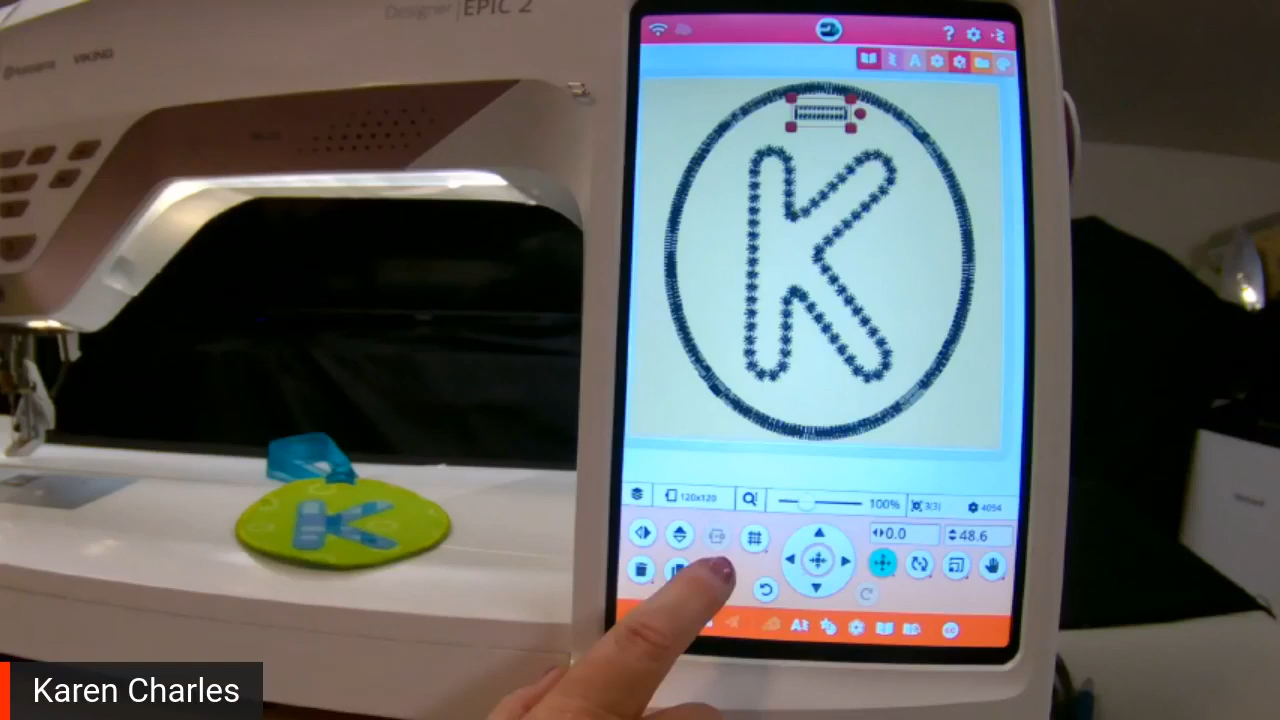 Designer EPIC 2
Husqvarna VIKING
?
A
K
120x120
100%
3(3)
4054
0.0
48.6
A
K
Karen Charles